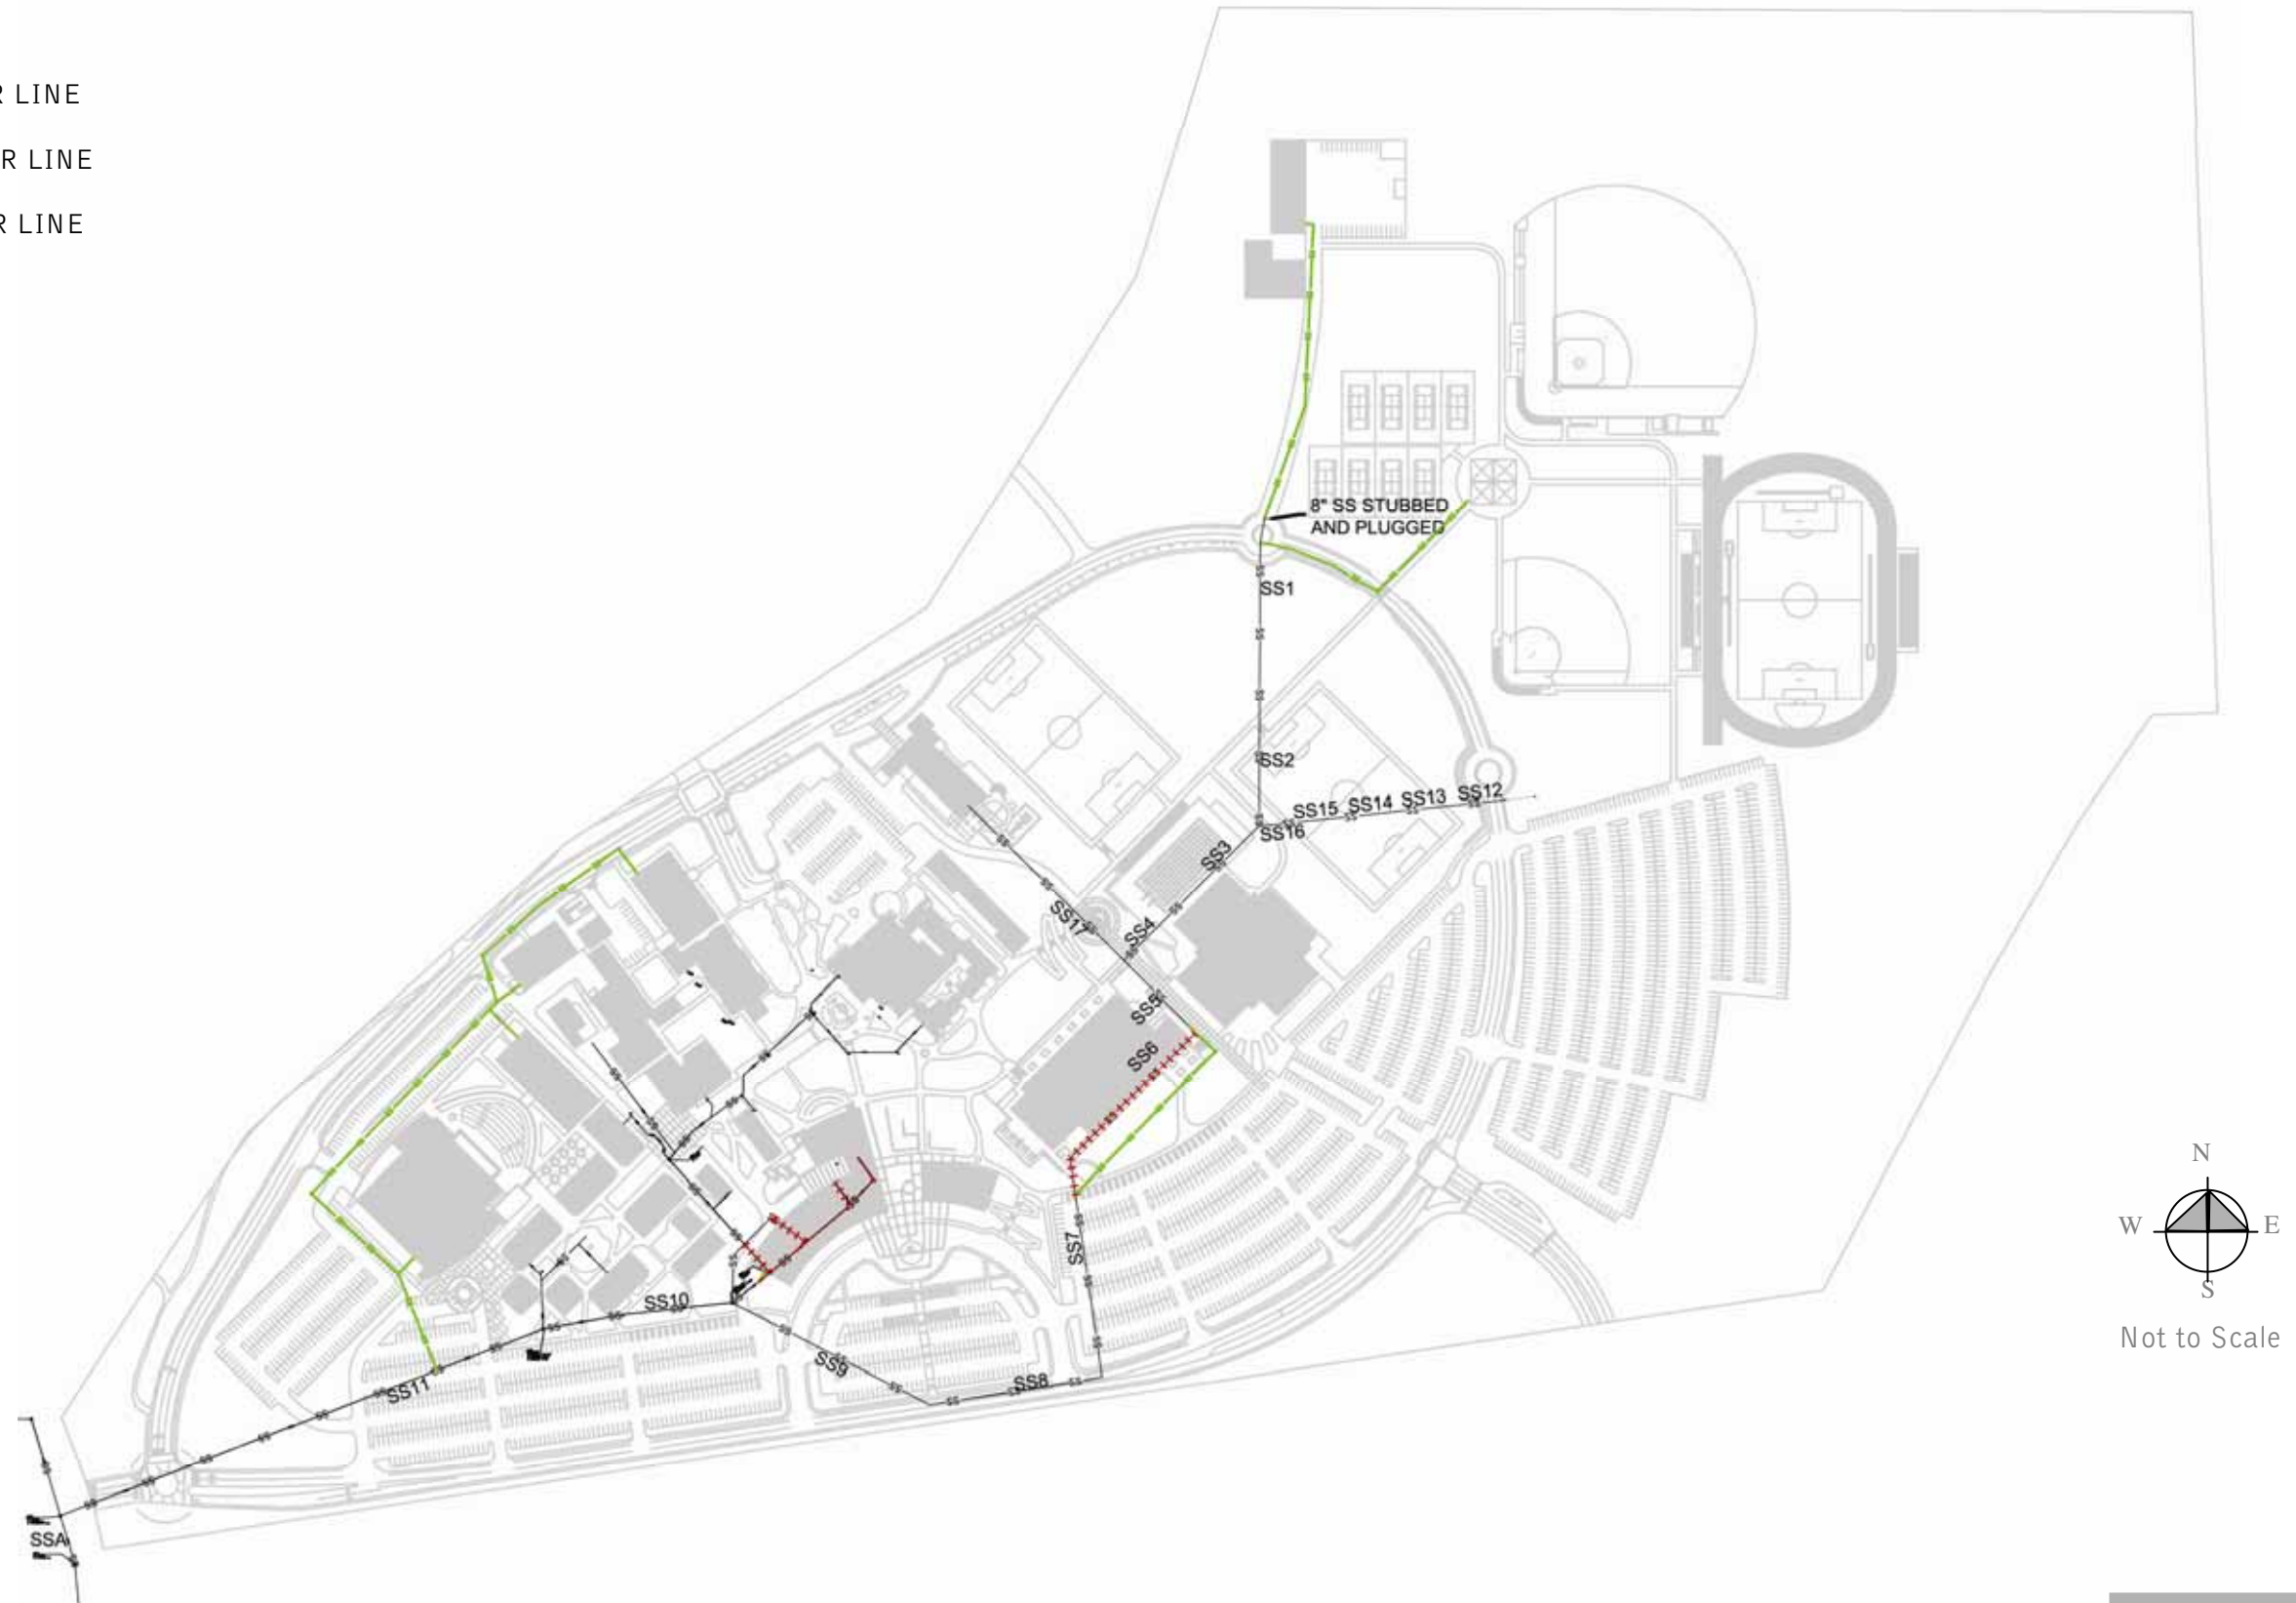 R LINE
R LINE
R LINE
8" SS STUBBED
AND PLUGGED
SS1
SS2
SS15 SS14 SS13 SS12
SS16
SS3
SS17
SS4
SS5
SS6
SS7
SS10
SS9
SS8
SS11
SSA
N
W E
S
Not to Scale